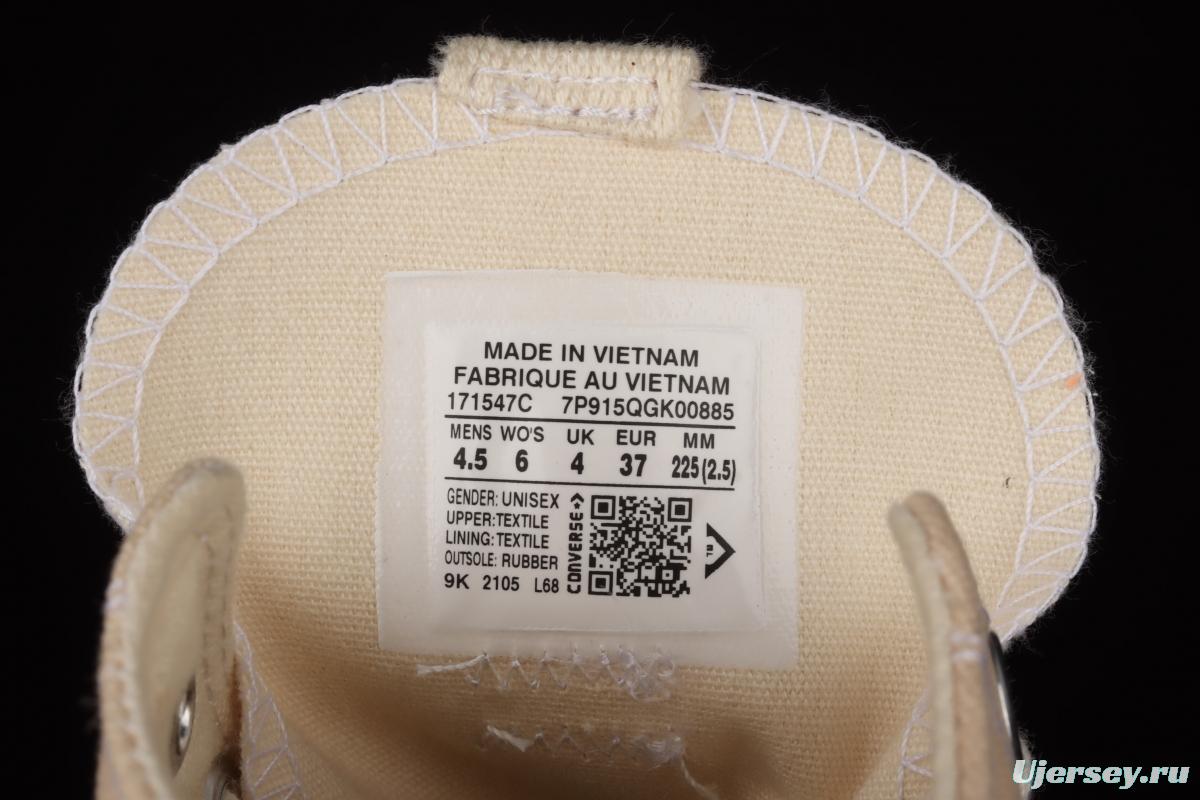 MADE IN VIETNAM
FABRIQUE AU VIETNAM
171547C 7P915QGK00885
MENS WO'S UK EUR MM
4.5 6 4 37 225(2.5)
GENDER: UNISEX
UPPER: TEXTILE
LINING: TEXTILE
OUTSOLE: RUBBER
9K 2105 L68
CONVERSE
Ujersey.ru